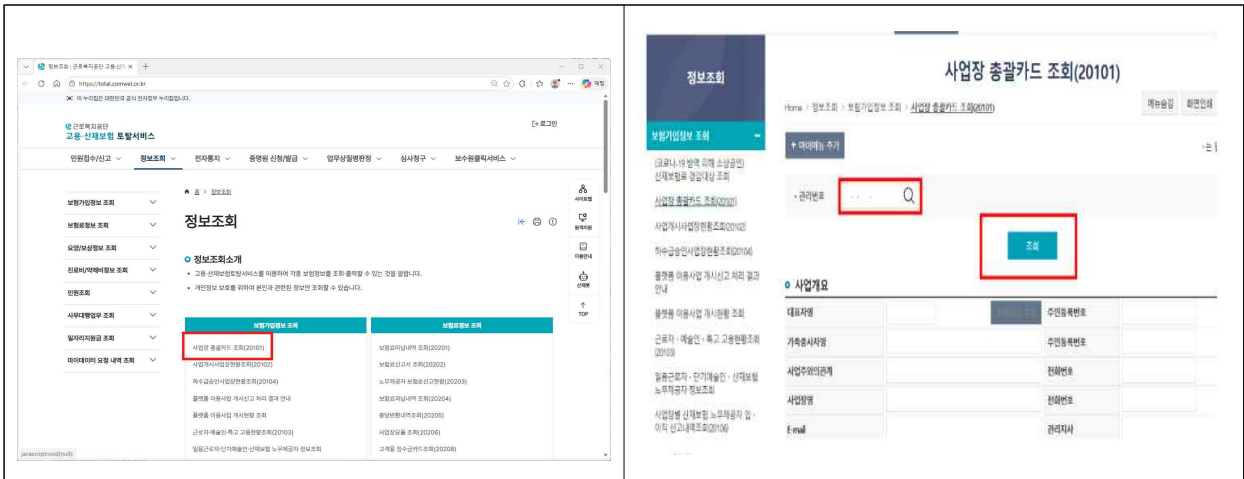 정보조회 : 근로복지공단 고용·산재
https://total.comwel.or.kr
이 누리집은 대한민국 공식 전자정부 누리집입니다.
근로복지공단
고용·산재보험 토탈서비스
로그인
민원접수/신고
정보조회
전자통지
증명원 신청/발급
업무상질병판정
심사청구
보수원클릭서비스
홈 > 정보조회
보험가입정보 조회
보험료정보 조회
요양/보상정보 조회
진료비/약제비정보 조회
민원조회
사무대행업무 조회
일자리지원금 조회
마이데이터 요청 내역 조회
정보조회
정보조회소개
고용·산재보험토탈서비스를 이용하여 각종 보험정보를 조회·출력할 수 있는 것을 말합니다.
개인정보 보호를 위하여 본인과 관련된 정보만 조회할 수 있습니다.
보험가입정보 조회
사업장 총괄카드 조회(20101)
사업개시사업장현황조회(20102)
하수급승인사업장현황조회(20104)
플랫폼 이용사업 개시신고 처리 결과 안내
플랫폼 이용사업 개시현황 조회
근로자·예술인·특고 고용현황조회(20103)
일용근로자·단기예술인·산재보험 노무제공자 정보조회
보험료정보 조회
보험료미납내역 조회(20201)
보험료신고서 조회(20202)
노무제공자 보험료신고현황(20203)
보험료파납내역 조회(20204)
충당반환내역조회(20205)
사업장요율 조회(20206)
고객용 징수금카드조회(20208)
사이트맵
원격지원
이용안내
산재봇
TOP
javascript:void(null);
정보조회
보험가입정보 조회
(코로나-19 방역 피해 소상공인)
산재보험료 경감대상 조회
사업장 총괄카드 조회(20101)
사업개시사업장현황조회(20102)
하수급승인사업장현황조회(20104)
플랫폼 이용사업 개시신고 처리 결과
안내
플랫폼 이용사업 개시현황 조회
근로자·예술인·특고 고용현황조회
(20103)
일용근로자·단기예술인·산재보험
노무제공자 정보조회
사업장별 산재보험 노무제공자 입·
이직 신고내역조회(20106)
사업장 총괄카드 조회(20101)
Home > 정보조회 > 보험가입정보 조회 > 사업장 총괄카드 조회(20101)
메뉴숨김
화면인쇄
+ 마이메뉴 추가
관리번호
조회
사업개요
대표자명
주민등록번호
가족종사자명
주민등록번호
사업주와의관계
전화번호
사업장명
전화번호
E-mail
관리지사